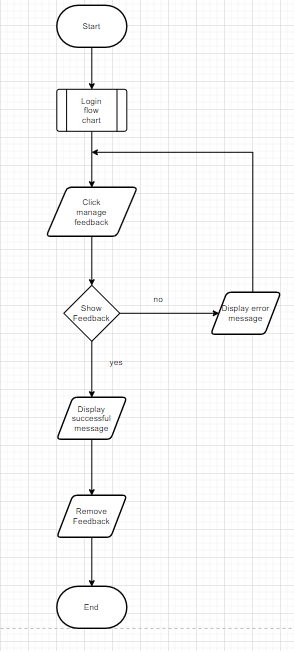 Start
Login
flow
chart
Click
manage
feedback
no
Show
Feedback
Display error
message
yes
Display
successful
message
Remove
Feedback
End